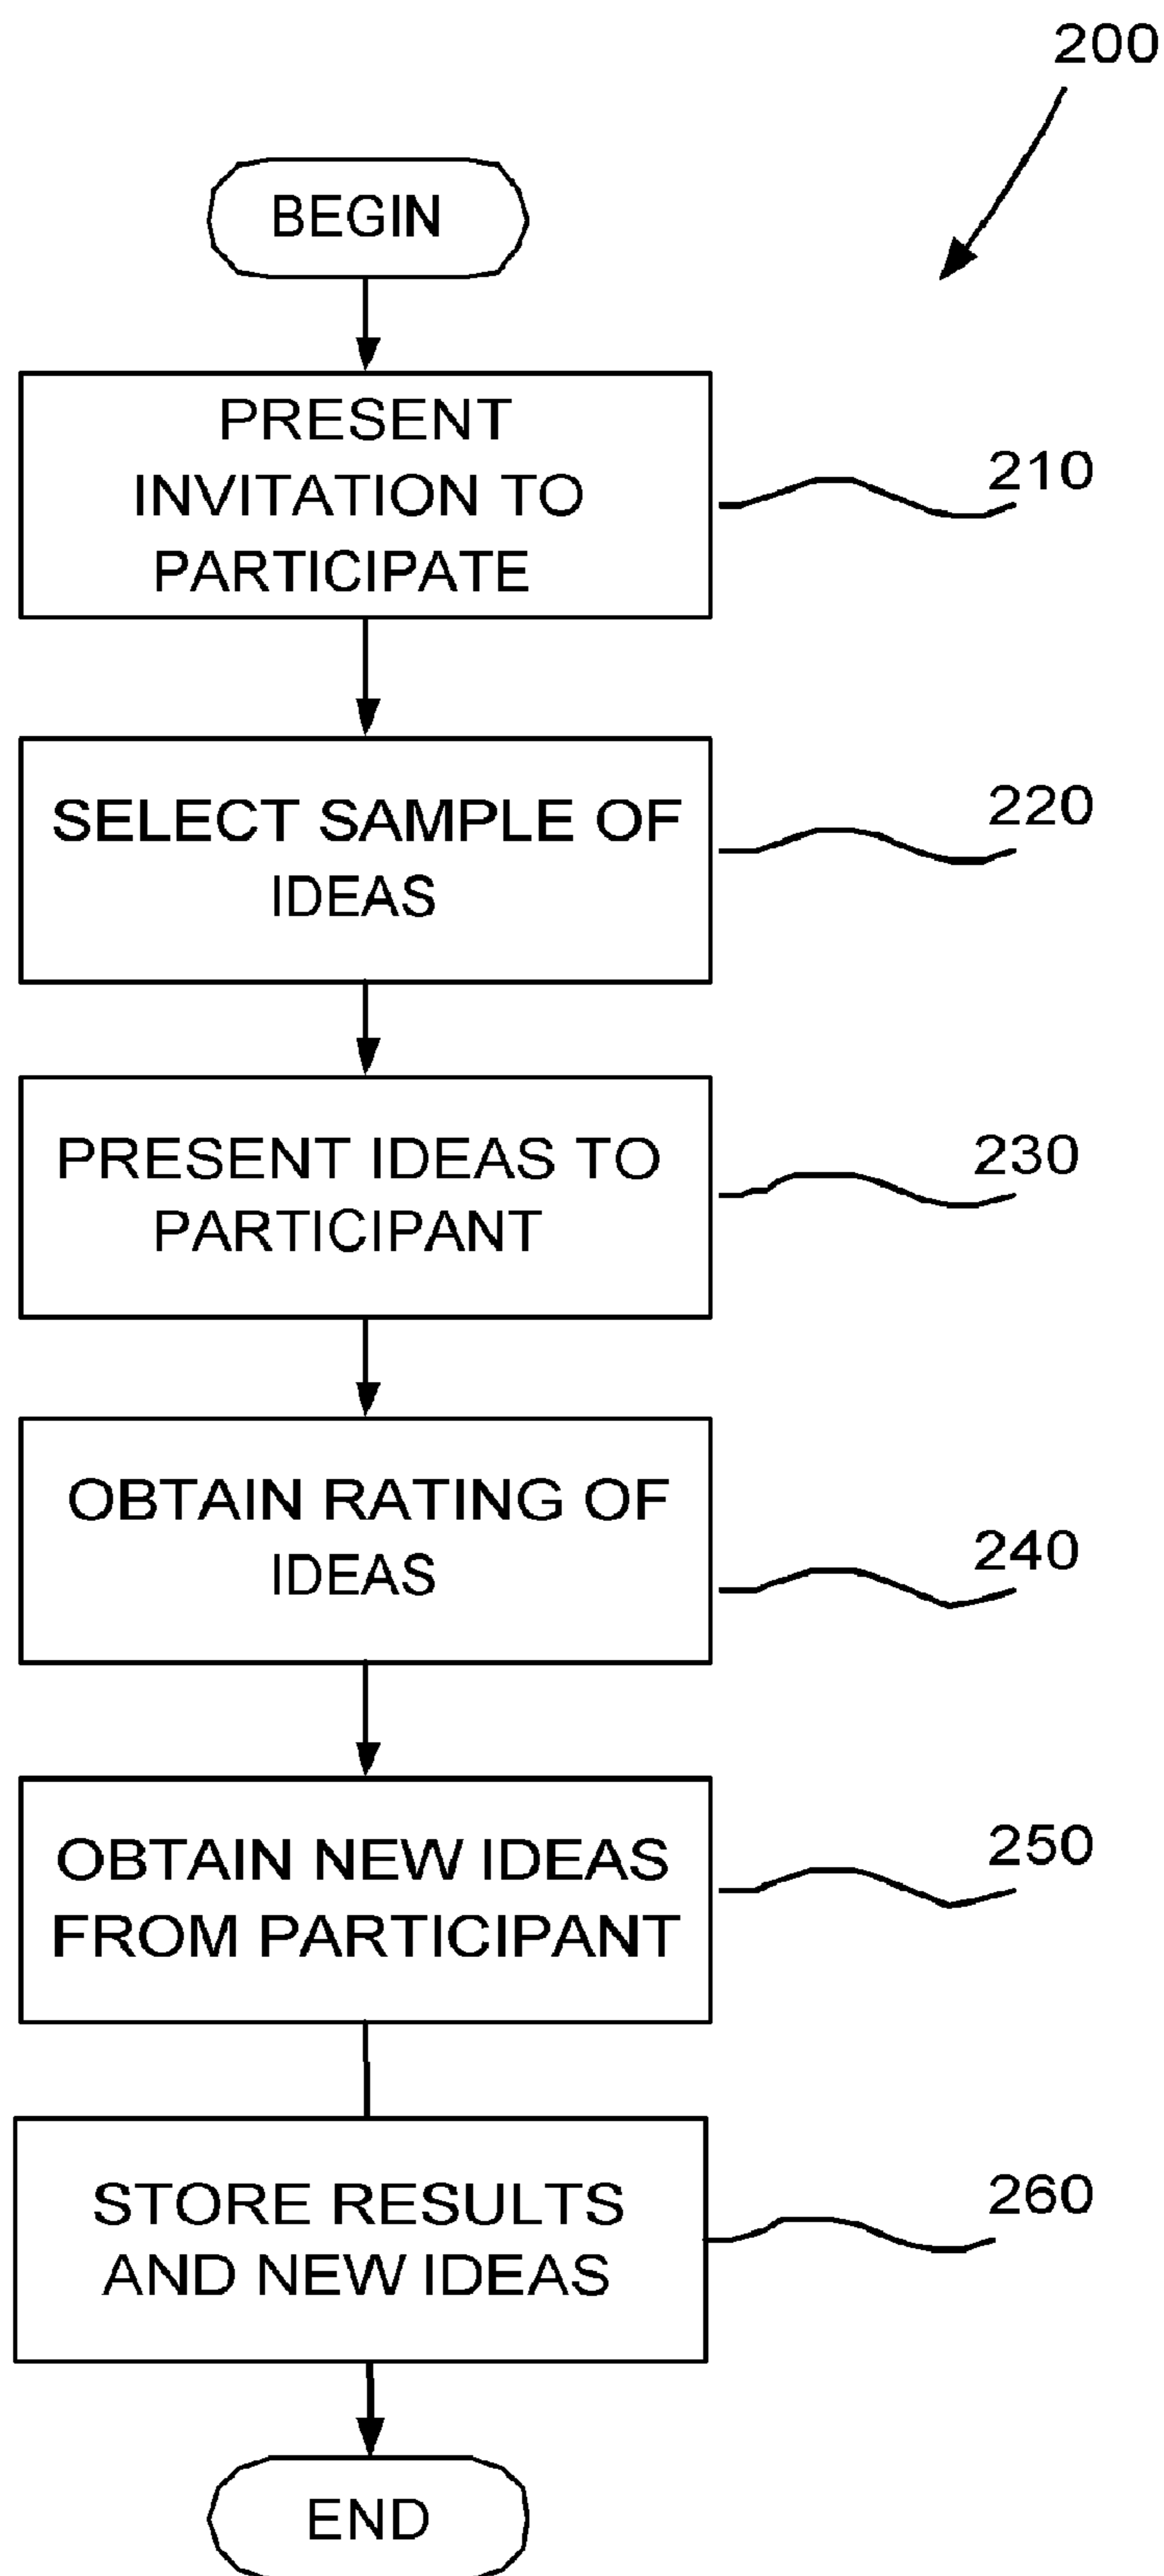 200
BEGIN
PRESENT
INVITATION TO
PARTICIPATE
210
SELECT SAMPLE OF
IDEAS
220
PRESENT IDEAS TO
PARTICIPANT
230
OBTAIN RATING OF
IDEAS
240
OBTAIN NEW IDEAS
FROM PARTICIPANT
250
STORE RESULTS
AND NEW IDEAS
260
END